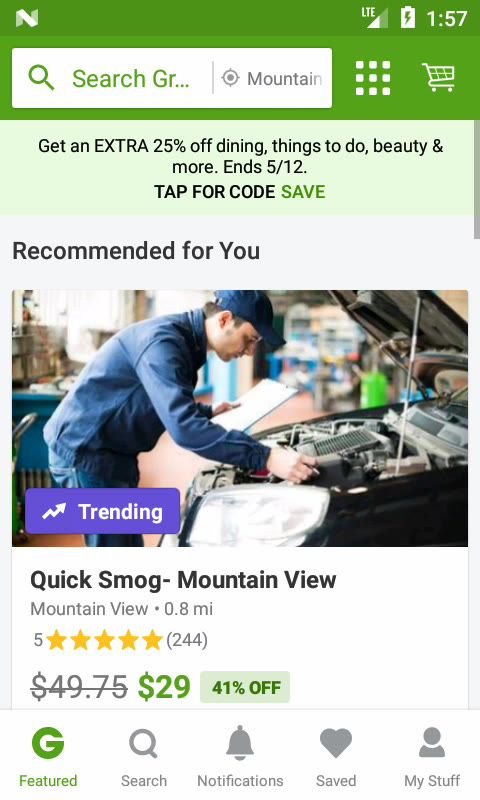 LTE 1:57
Search Gr... Mountain
Get an EXTRA 25% off dining, things to do, beauty &
more. Ends 5/12.
TAP FOR CODE SAVE
Recommended for You
Trending
Quick Smog- Mountain View
Mountain View • 0.8 mi
5 (244)
$49.75 $29 41% OFF
G
Featured Search Notifications Saved My Stuff